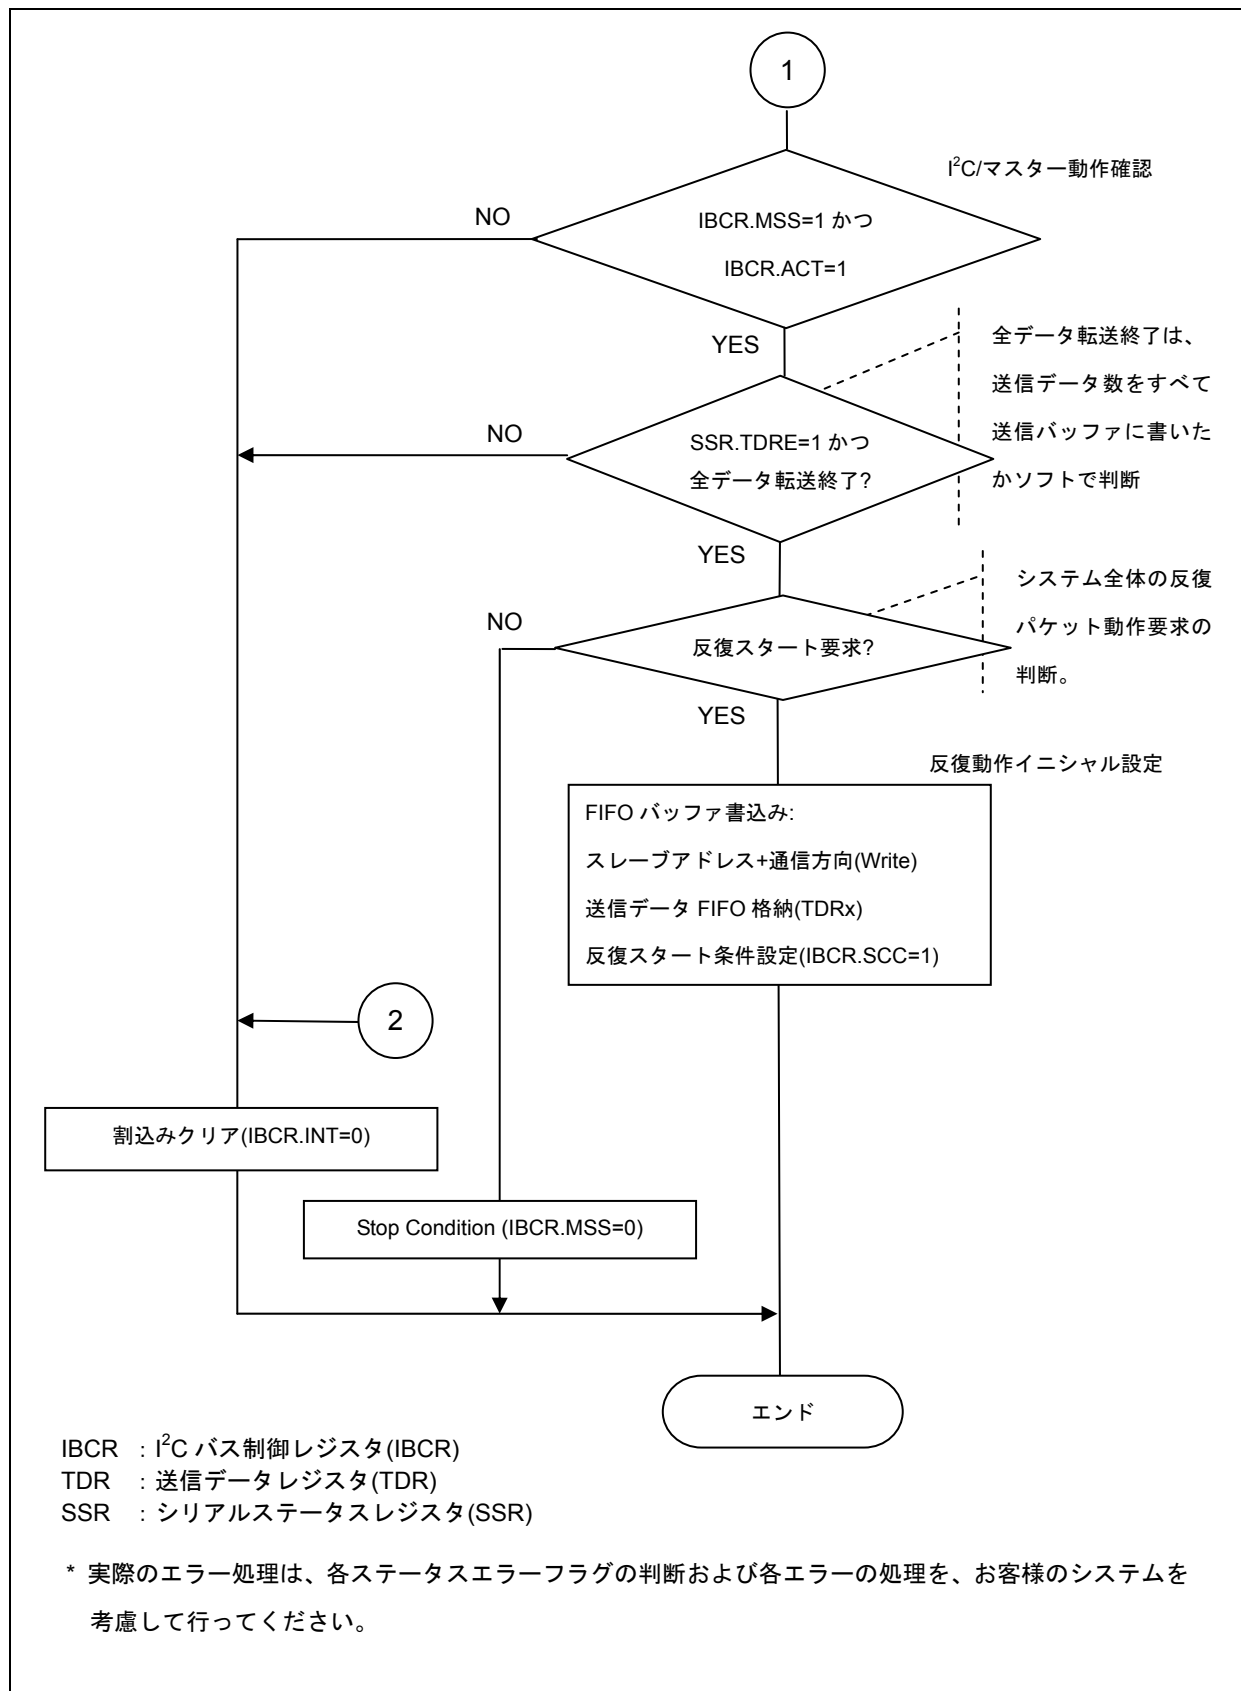 1
I²C/マスター動作確認
NO
IBCR.MSS=1 かつ
IBCR.ACT=1
YES
全データ転送終了は、
送信データ数をすべて
送信バッファに書いた
かソフトで判断
NO
SSR.TDRE=1 かつ
全データ転送終了?
YES
システム全体の反復
パケット動作要求の
判断。
NO
反復スタート要求?
YES
反復動作イニシャル設定
FIFO バッファ書込み:
スレーブアドレス+通信方向(Write)
送信データ FIFO 格納(TDRx)
反復スタート条件設定(IBCR.SCC=1)
2
割込みクリア(IBCR.INT=0)
Stop Condition (IBCR.MSS=0)
エンド
IBCR : I²C バス制御レジスタ(IBCR)
TDR : 送信データレジスタ(TDR)
SSR : シリアルステータスレジスタ(SSR)
* 実際のエラー処理は、各ステータスエラーフラグの判断および各エラーの処理を、お客様のシステムを
考慮して行ってください。